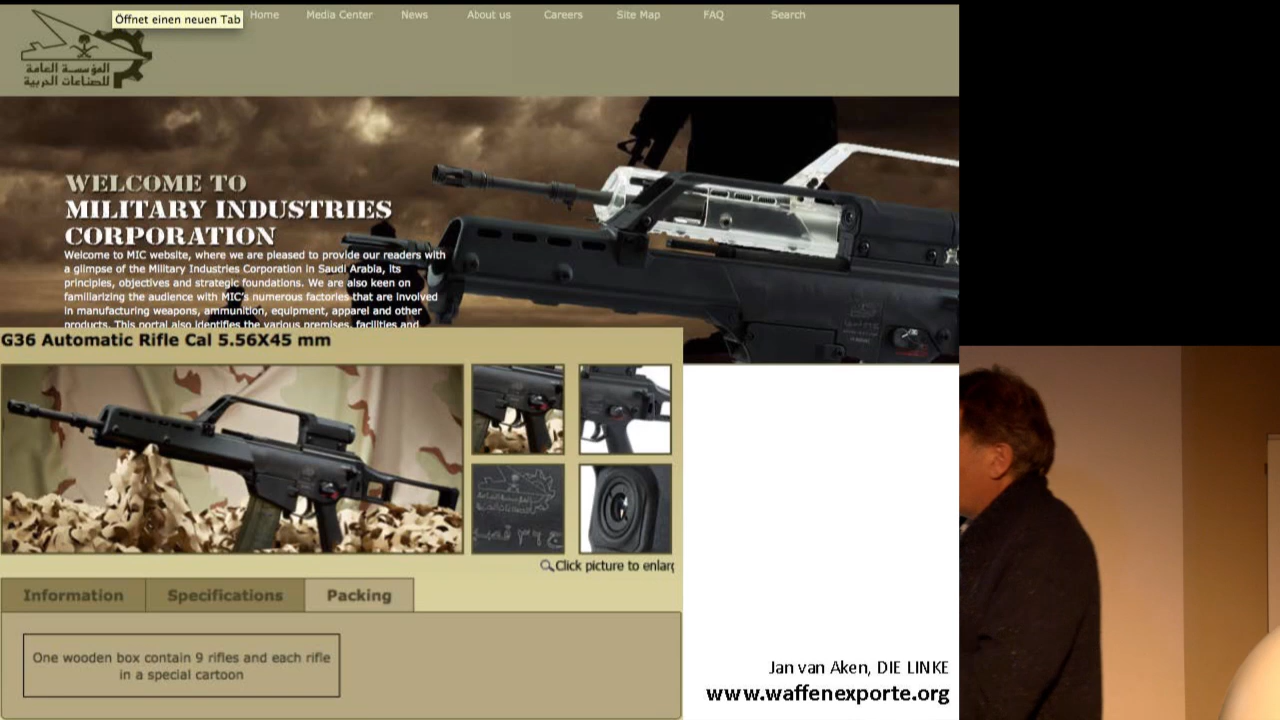 Öffnet einen neuen Tab
Home
Media Center
News
About us
Careers
Site Map
FAQ
Search
المؤسسة العامة
للصناعات الحربية
WELCOME TO
MILITARY INDUSTRIES
CORPORATION
Welcome to MIC website, where we are pleased to provide our readers with
a glimpse of the Military Industries Corporation in Saudi Arabia, its
principles, objectives and strategic foundations. We are also keen on
familiarizing the audience with MIC's numerous factories that are involved
in manufacturing weapons, ammunition, equipment, apparel and other
products. This portal also identifies the various premises, facilities and
G36 Automatic Rifle Cal 5.56X45 mm
Click picture to enlarg
Information
Specifications
Packing
One wooden box contain 9 rifles and each rifle
in a special cartoon
Jan van Aken, DIE LINKE
www.waffenexporte.org